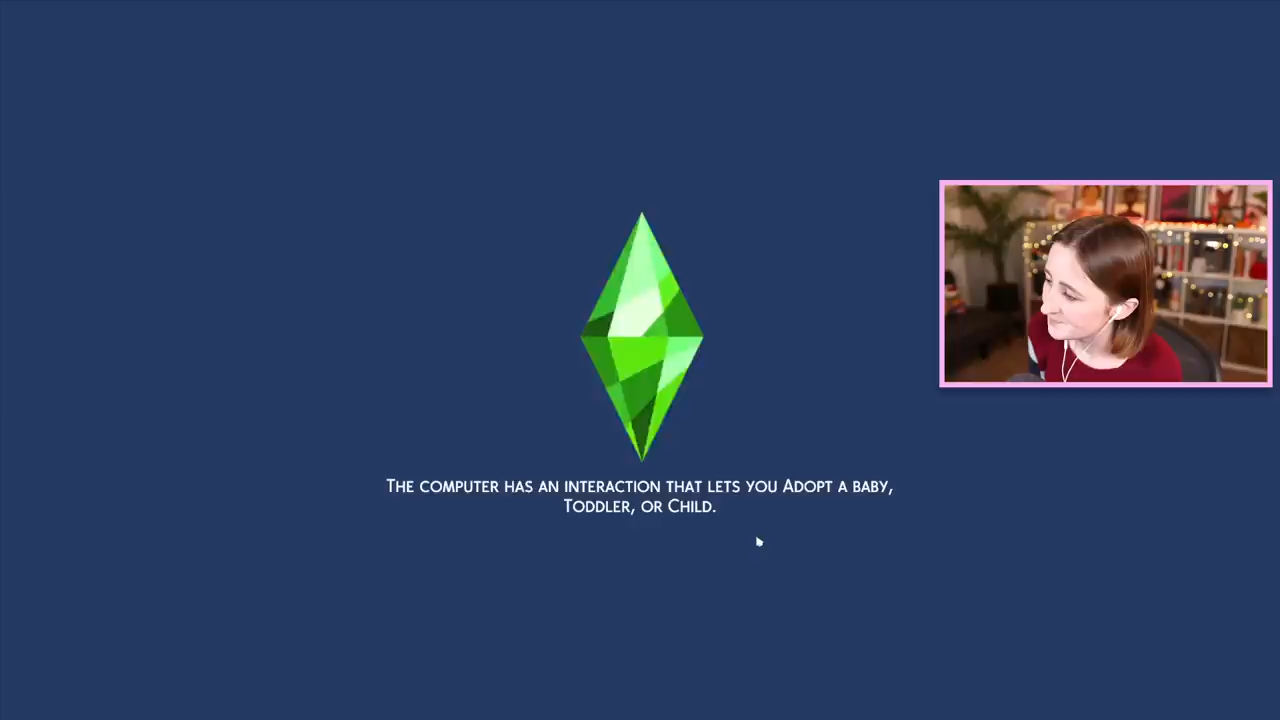 The computer has an interaction that lets you Adopt a baby,
Toddler, or Child.